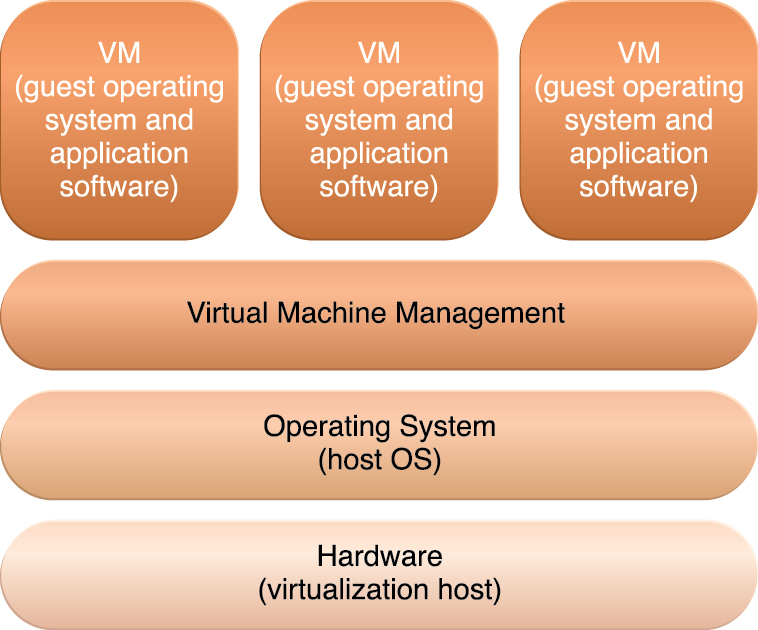 VM
(guest operating
system and
application
software)
VM
(guest operating
system and
application
software)
VM
(guest operating
system and
application
software)
Virtual Machine Management
Operating System
(host OS)
Hardware
(virtualization host)